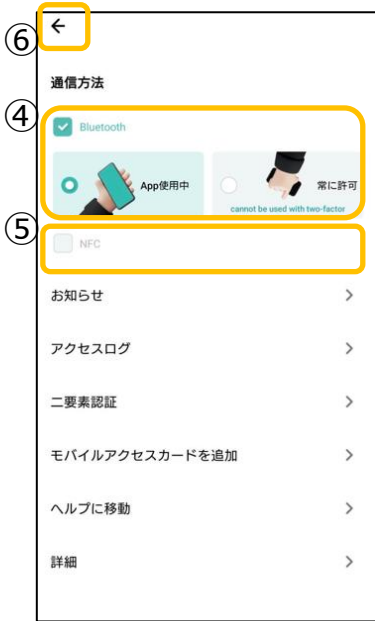 ⑥
←
通信方法
④
Bluetooth
App使用中
常に許可
cannot be used with two-factor
⑤
NFC
お知らせ
アクセスログ
二要素認証
モバイルアクセスカードを追加
ヘルプに移動
詳細